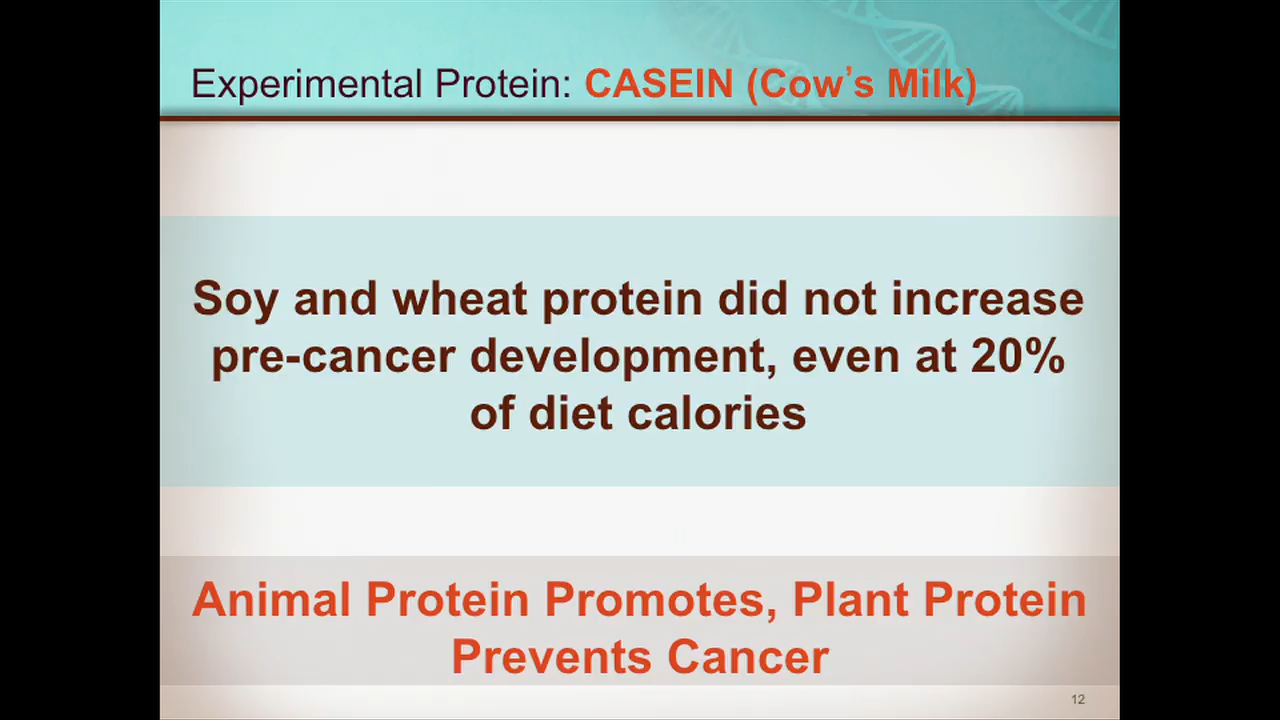 Experimental Protein: CASEIN (Cow’s Milk)
Soy and wheat protein did not increase
pre-cancer development, even at 20%
of diet calories
Animal Protein Promotes, Plant Protein
Prevents Cancer
12